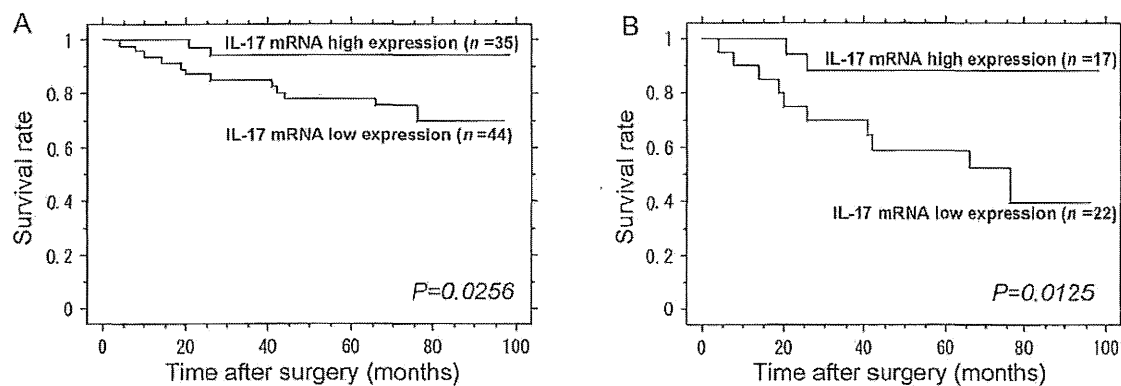 A
Survival rate
1
0. 8
0. 6
0. 4
0. 2
0
IL-17 mRNA high expression (n =35)
IL-17 mRNA low expression (n =44)
P=0.0256
0
20
40
60
80
100
Time after surgery (months)
B
Survival rate
1
0. 8
0. 6
0. 4
0. 2
0
IL-17 mRNA high expression (n =17)
IL-17 mRNA low expression (n =22)
P=0.0125
0
20
40
60
80
100
Time after surgery (months)